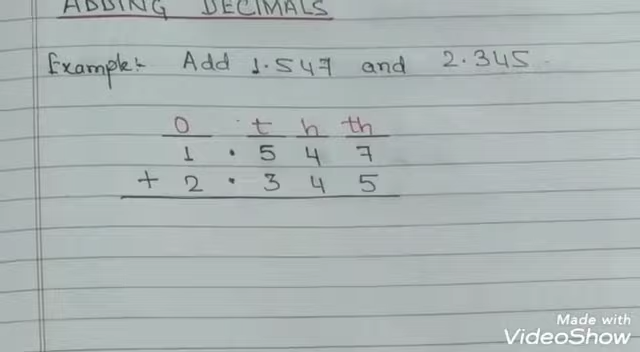 ADDING DECIMALS
Example:- Add 1.547 and 2.345
O . t h th
1 . 5 4 7
+ 2 . 3 4 5
Made with
VideoShow